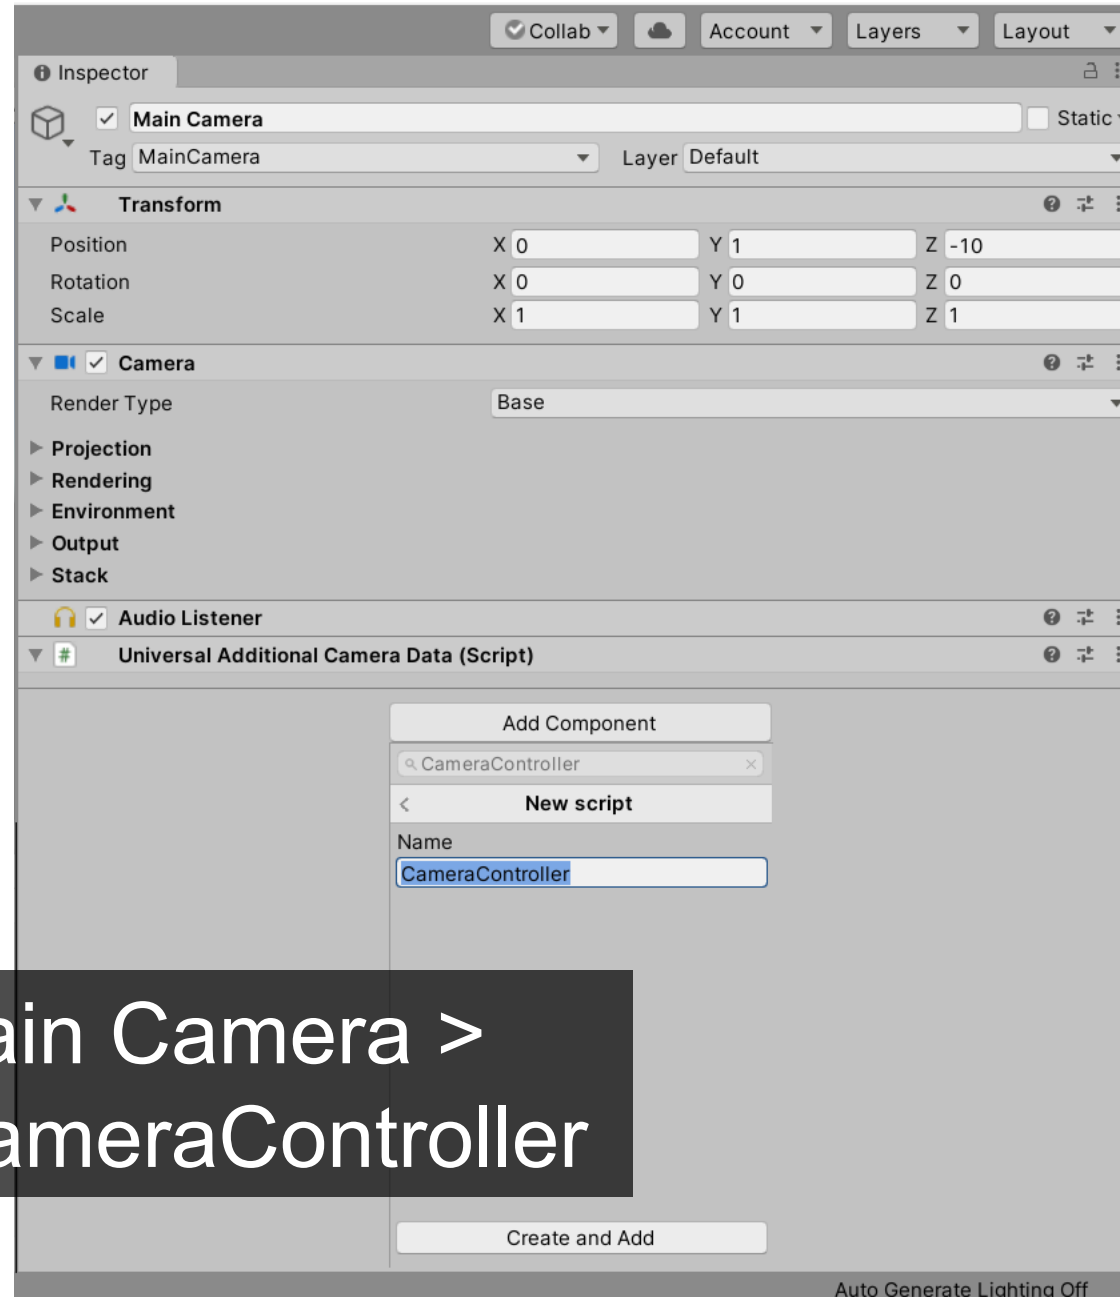 Collab Account Layers Layout
Inspector
Main Camera Static
Tag MainCamera Layer Default
Transform
Position X 0 Y 1 Z -10
Rotation X 0 Y 0 Z 0
Scale X 1 Y 1 Z 1
Camera
Render Type Base
Projection
Rendering
Environment
Output
Stack
Audio Listener
# Universal Additional Camera Data (Script)
Add Component
CameraController
New script
Name
CameraController
ain Camera >
ameraController
Create and Add
Auto Generate Lighting Off